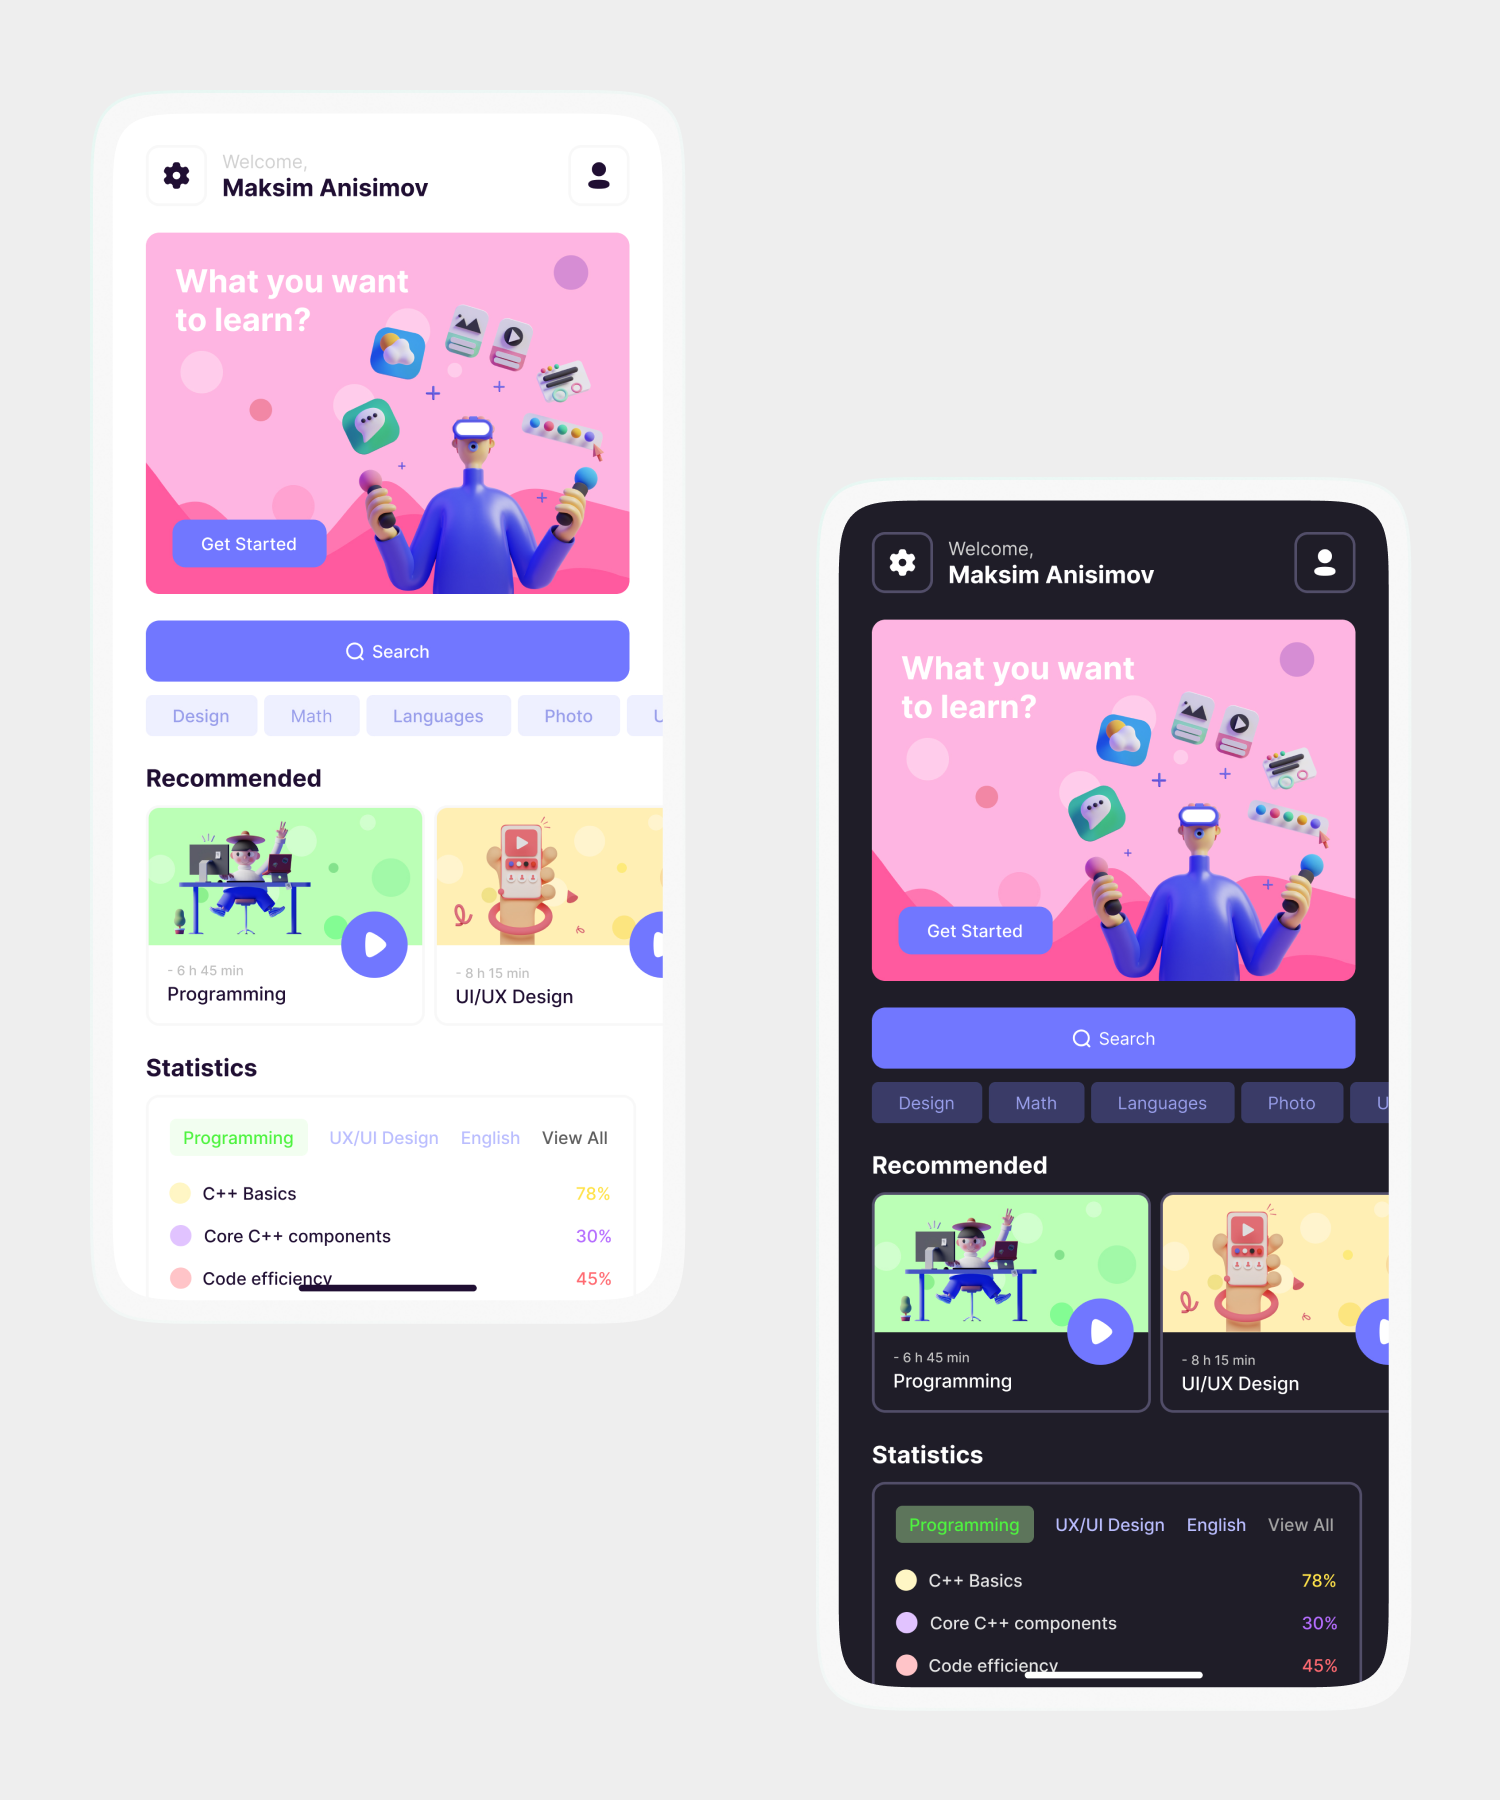 Welcome,
Maksim Anisimov
What you want
to learn?
Get Started
Search
Design Math Languages Photo U
Recommended
- 6 h 45 min
Programming
- 8 h 15 min
UI/UX Design
Statistics
Programming UX/UI Design English View All
C++ Basics 78%
Core C++ components 30%
Code efficiency 45%
Welcome,
Maksim Anisimov
What you want
to learn?
Get Started
Search
Design Math Languages Photo U
Recommended
- 6 h 45 min
Programming
- 8 h 15 min
UI/UX Design
Statistics
Programming UX/UI Design English View All
C++ Basics 78%
Core C++ components 30%
Code efficiency 45%